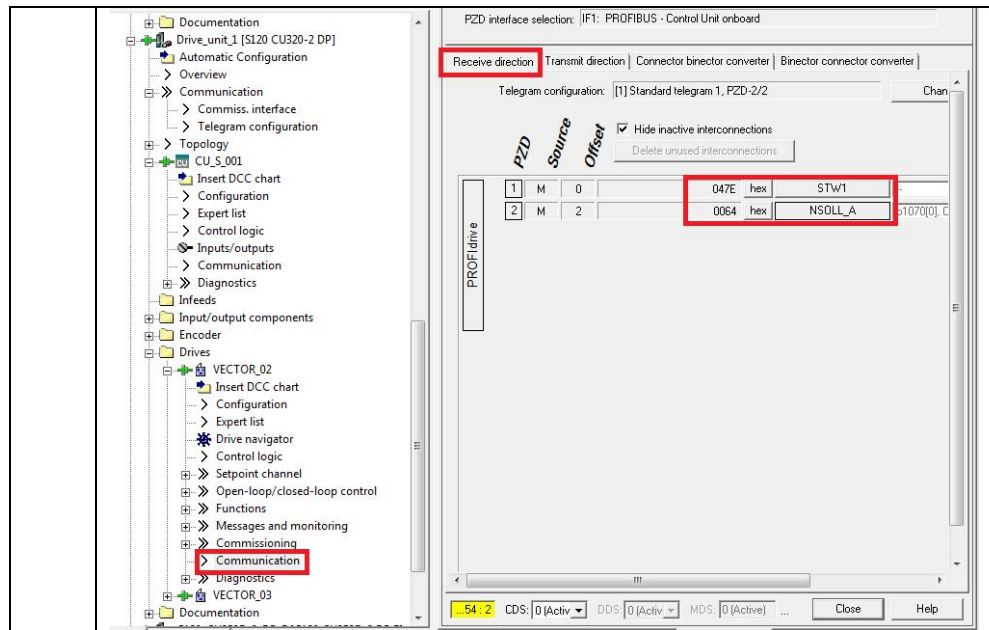 Documentation
Drive_unit_1 [S120 CU320-2 DP]
Automatic Configuration
Overview
Communication
Commiss. interface
Telegram configuration
Topology
CU_S_001
Insert DCC chart
Configuration
Expert list
Control logic
Inputs/outputs
Communication
Diagnostics
Infeeds
Input/output components
Encoder
Drives
VECTOR_02
Insert DCC chart
Configuration
Expert list
Drive navigator
Control logic
Setpoint channel
Open-loop/closed-loop control
Functions
Messages and monitoring
Commissioning
Communication
Diagnostics
VECTOR_03
Documentation
PZD interface selection: IF1: PROFIBUS - Control Unit onboard
Receive direction Transmit direction Connector binector converter Binector connector converter
Telegram configuration: [1] Standard telegram 1, PZD-2/2 Chan
PZD Source Offset
Hide inactive interconnections
Delete unused interconnections
PROFIdrive
1 M 0 047E hex STW1 --
2 M 2 0064 hex NSOLL_A p1070[0], C
...54 : 2 CDS: 0 (Activ DDS: 0 (Activ MDS: 0 (Active) ... Close Help